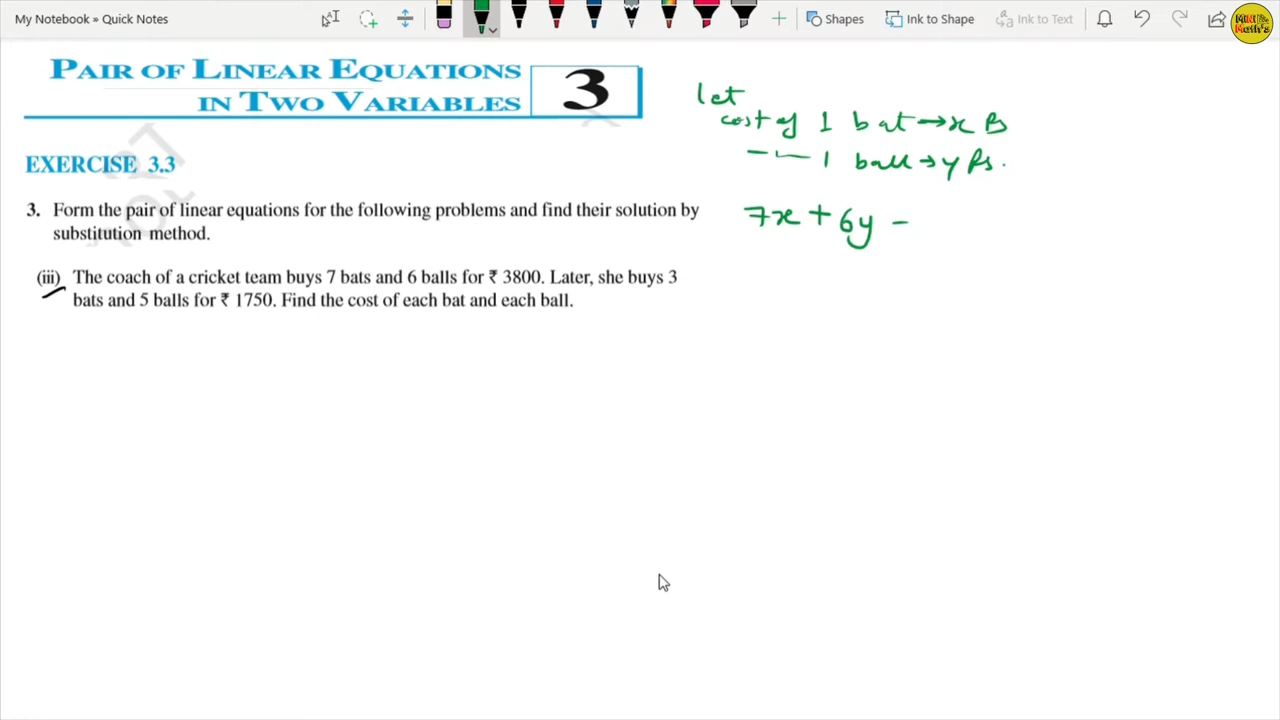 My Notebook » Quick Notes
Shapes
Ink to Shape
Ink to Text
PAIR OF LINEAR EQUATIONS
IN TWO VARIABLES
3
EXERCISE 3.3
3. Form the pair of linear equations for the following problems and find their solution by
substitution method.
(iii) The coach of a cricket team buys 7 bats and 6 balls for ₹ 3800. Later, she buys 3
bats and 5 balls for ₹ 1750. Find the cost of each bat and each ball.
let
cost of 1 bat → x Rs
1 ball → y Rs.
7x + 6y -